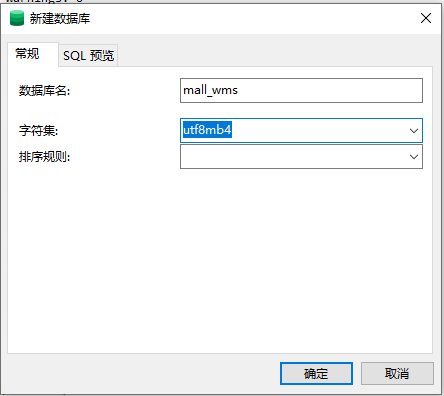 新建数据库
常规
SQL 预览
数据库名:
mall_wms
字符集:
utf8mb4
排序规则:
确定
取消